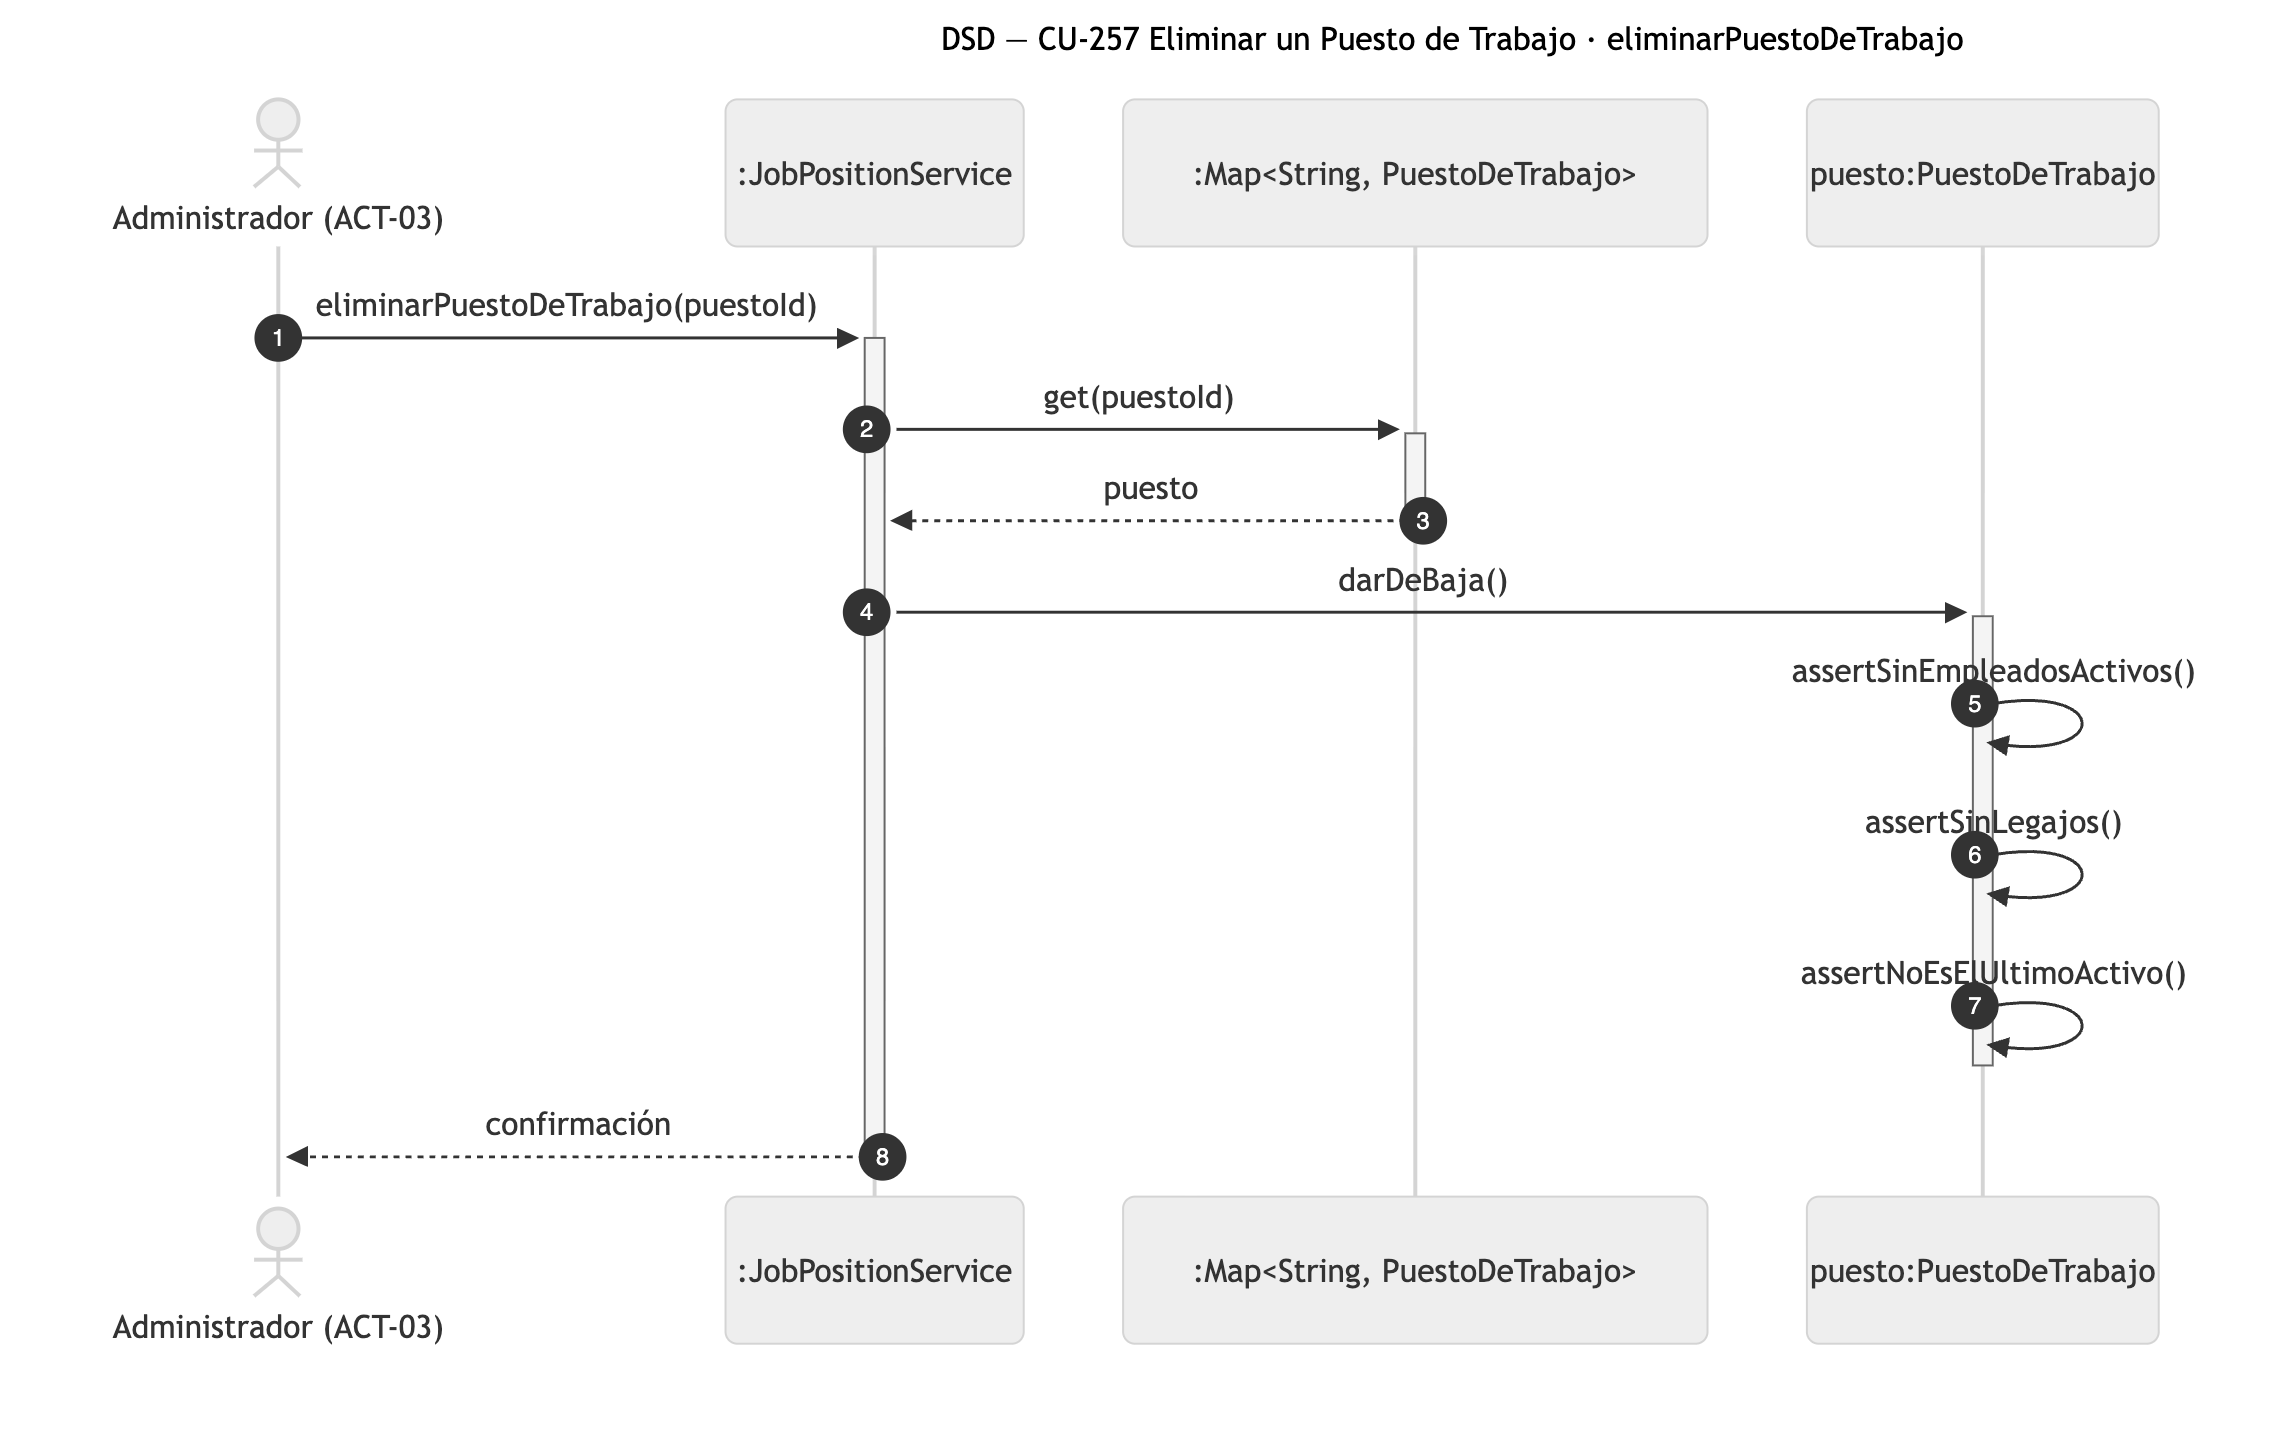 DSD — CU-257 Eliminar un Puesto de Trabajo · eliminarPuestoDeTrabajo
Administrador (ACT-03)
:JobPositionService
:Map<String, PuestoDeTrabajo>
puesto:PuestoDeTrabajo
eliminarPuestoDeTrabajo(puestoId)
1
get(puestoId)
2
puesto
3
darDeBaja()
4
assertSinEmpleadosActivos()
5
assertSinLegajos()
6
assertNoEsElUltimoActivo()
7
confirmación
8
Administrador (ACT-03)
:JobPositionService
:Map<String, PuestoDeTrabajo>
puesto:PuestoDeTrabajo